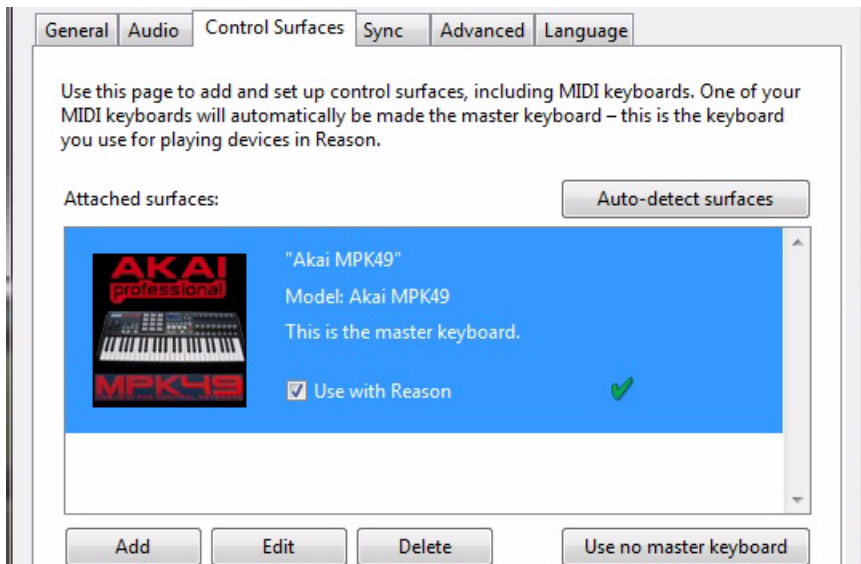 General Audio Control Surfaces Sync Advanced Language
Use this page to add and set up control surfaces, including MIDI keyboards. One of your
MIDI keyboards will automatically be made the master keyboard – this is the keyboard
you use for playing devices in Reason.
Attached surfaces:
Auto-detect surfaces
AKAI
professional
MPK49
"Akai MPK49"
Model: Akai MPK49
This is the master keyboard.
Use with Reason
Add Edit Delete Use no master keyboard